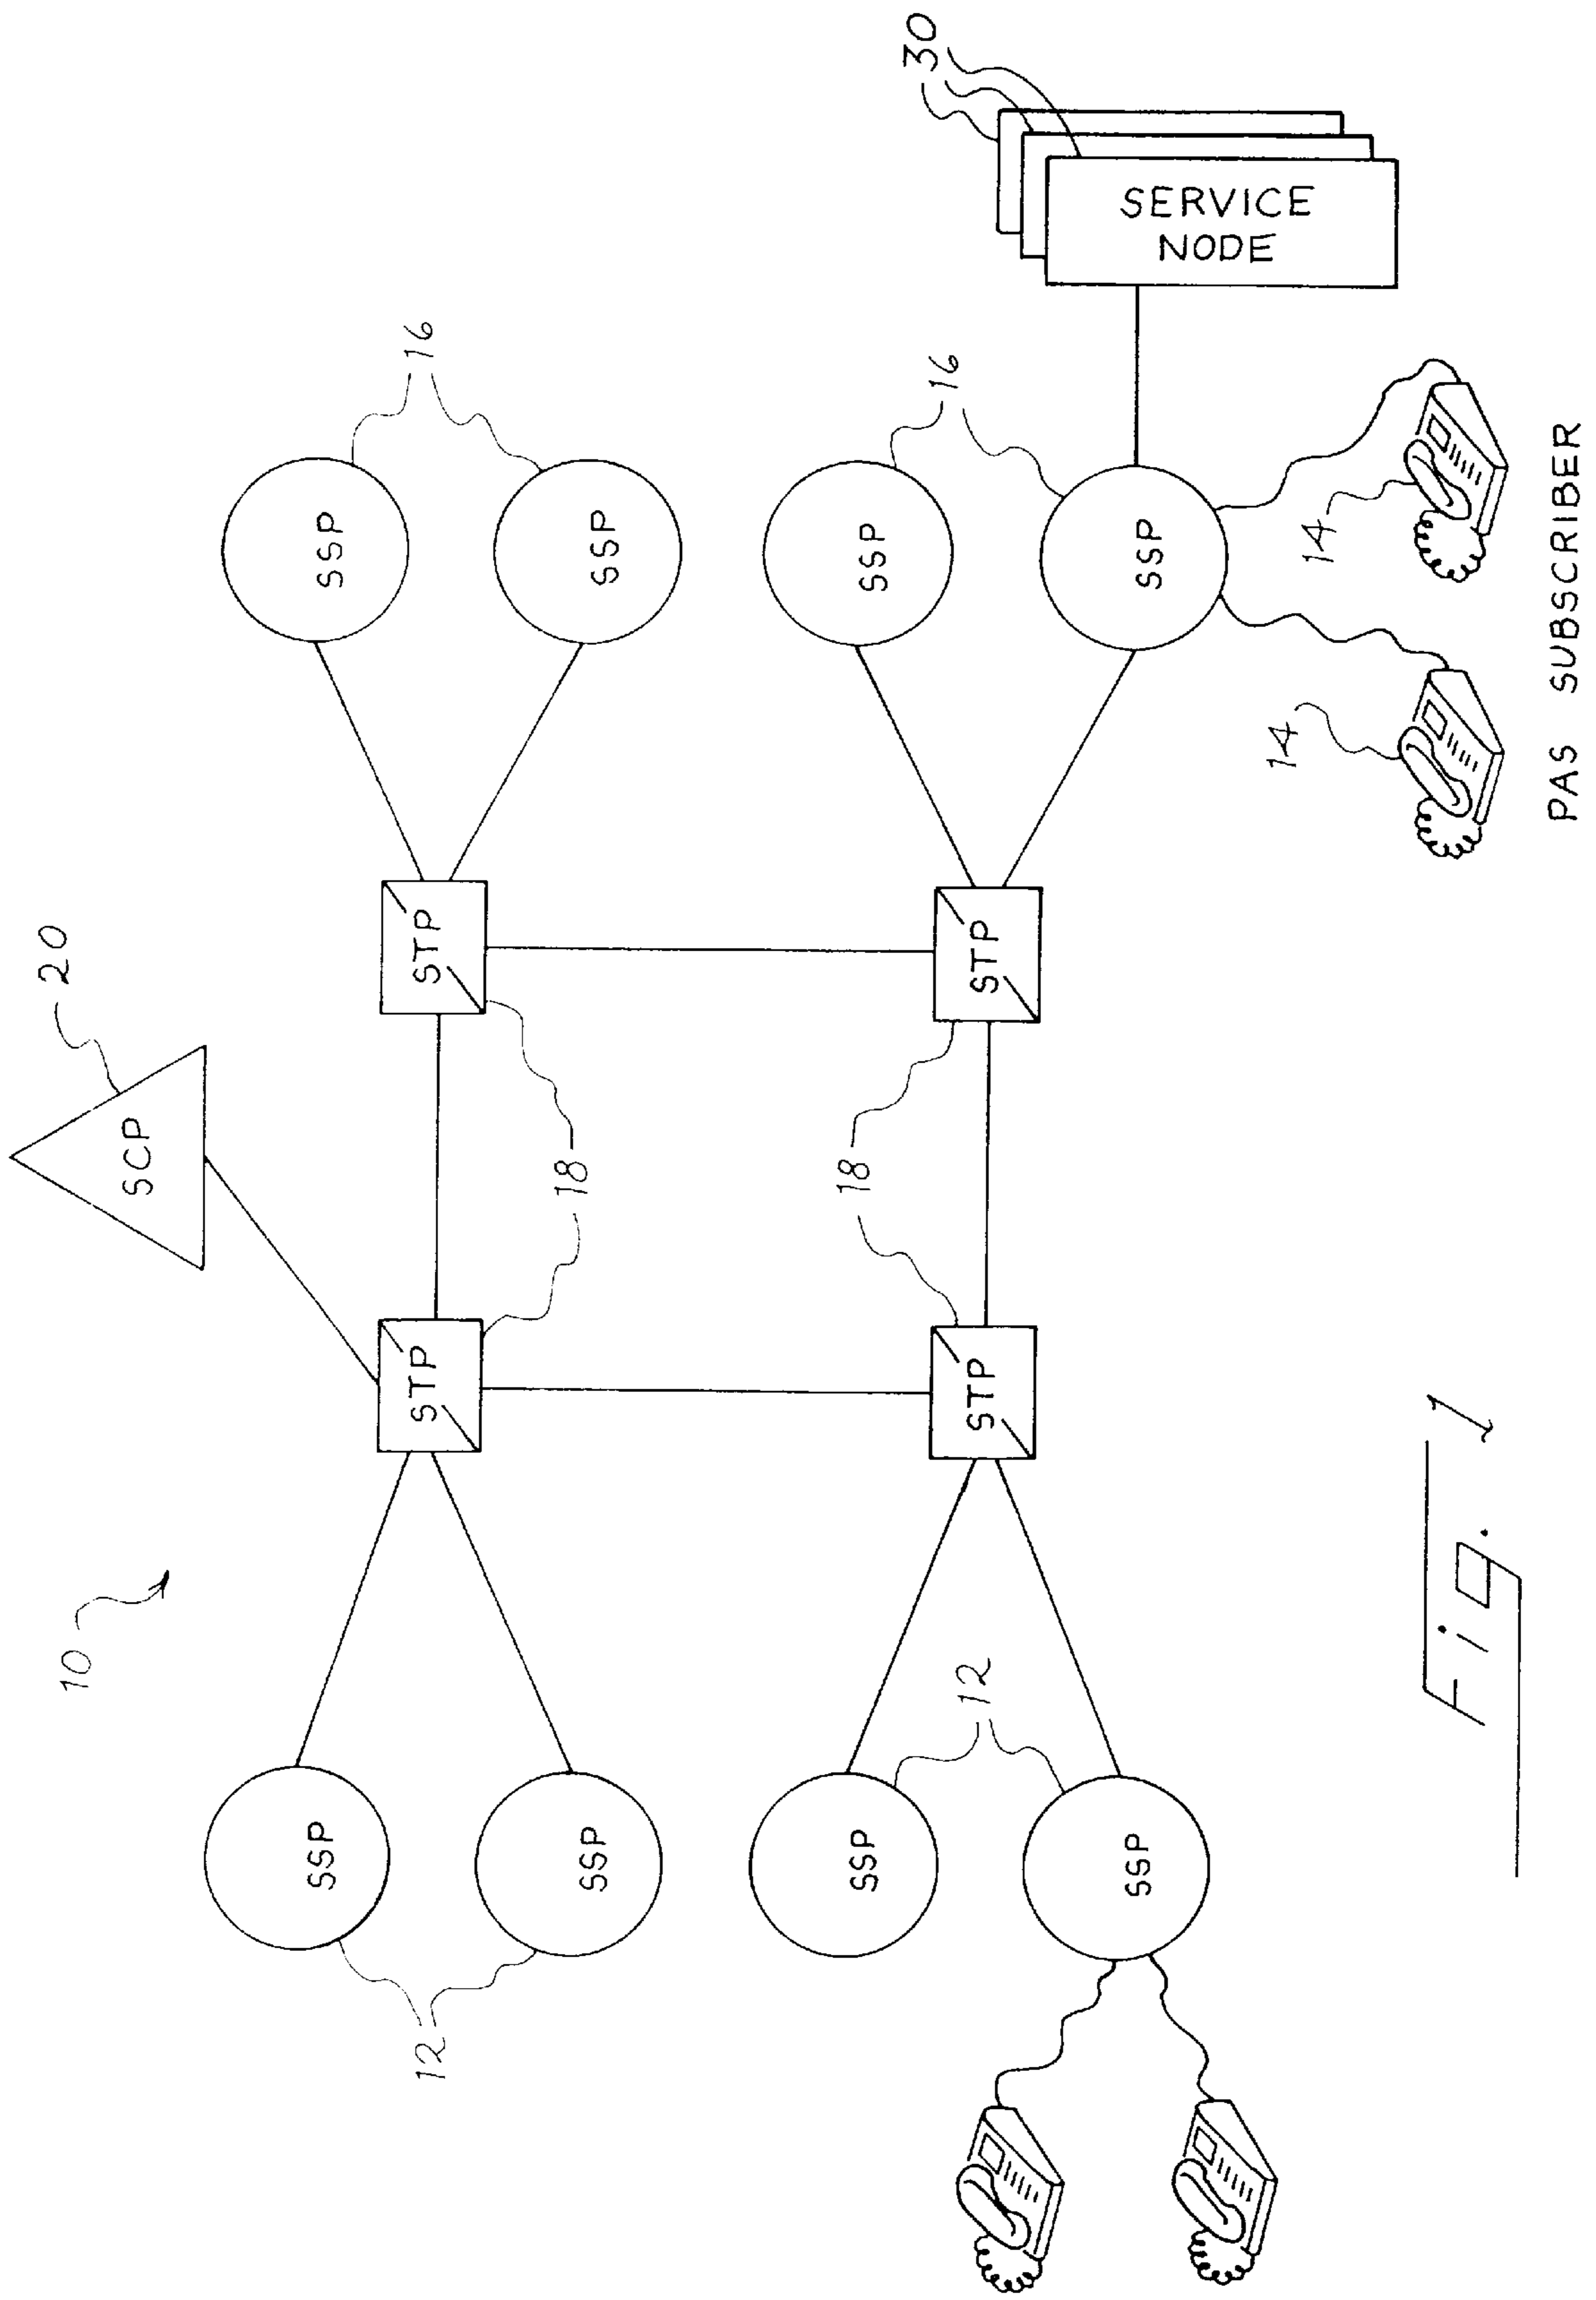 10
20
SCP
SSP
SSP
12
STP
STP
18
SSP
SSP
16
SSP
SSP
12
STP
STP
18
SSP
SSP
16
30
SERVICE
NODE
14
14
PAS SUBSCRIBER
Fig. 1